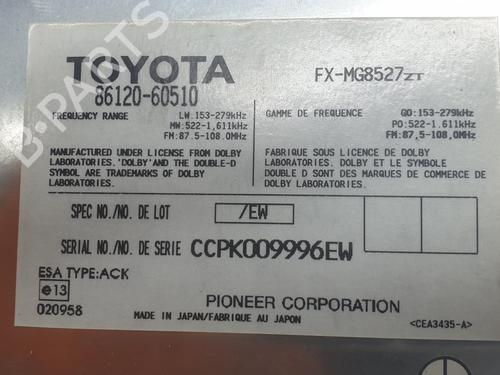 TOYOTA
86120-60510
FX-MG8527ZT
FREQUENCY RANGE LW:153-279kHz
MW:522-1,611kHz
FM:87.5-108.0MHz
GAMME DE FREQUENCE GO:153-279kHz
PO:522-1.611kHz
FM:87,5-108,0MHz
MANUFACTURED UNDER LICENSE FROM DOLBY
LABORATORIES. 'DOLBY'AND THE DOUBLE-D
SYMBOL ARE TRADEMARKS OF DOLBY
LABORATORIES.
FABRIQUE SOUS LICENCE DE DOLBY
LABORATORIES. DOLBY ET LE SYMBOLE
DOUBLE D SONT DES MARQUES DE COMMERCE DE
DOLBY LABORATORIES.
SPEC NO./NO. DE LOT /EW
SERIAL NO./NO. DE SERIE CCPK009996EW
ESA TYPE:ACK
e13
020958
PIONEER CORPORATION
MADE IN JAPAN/FABRIQUE AU JAPON
<CEA3435-A>
B-PARTS